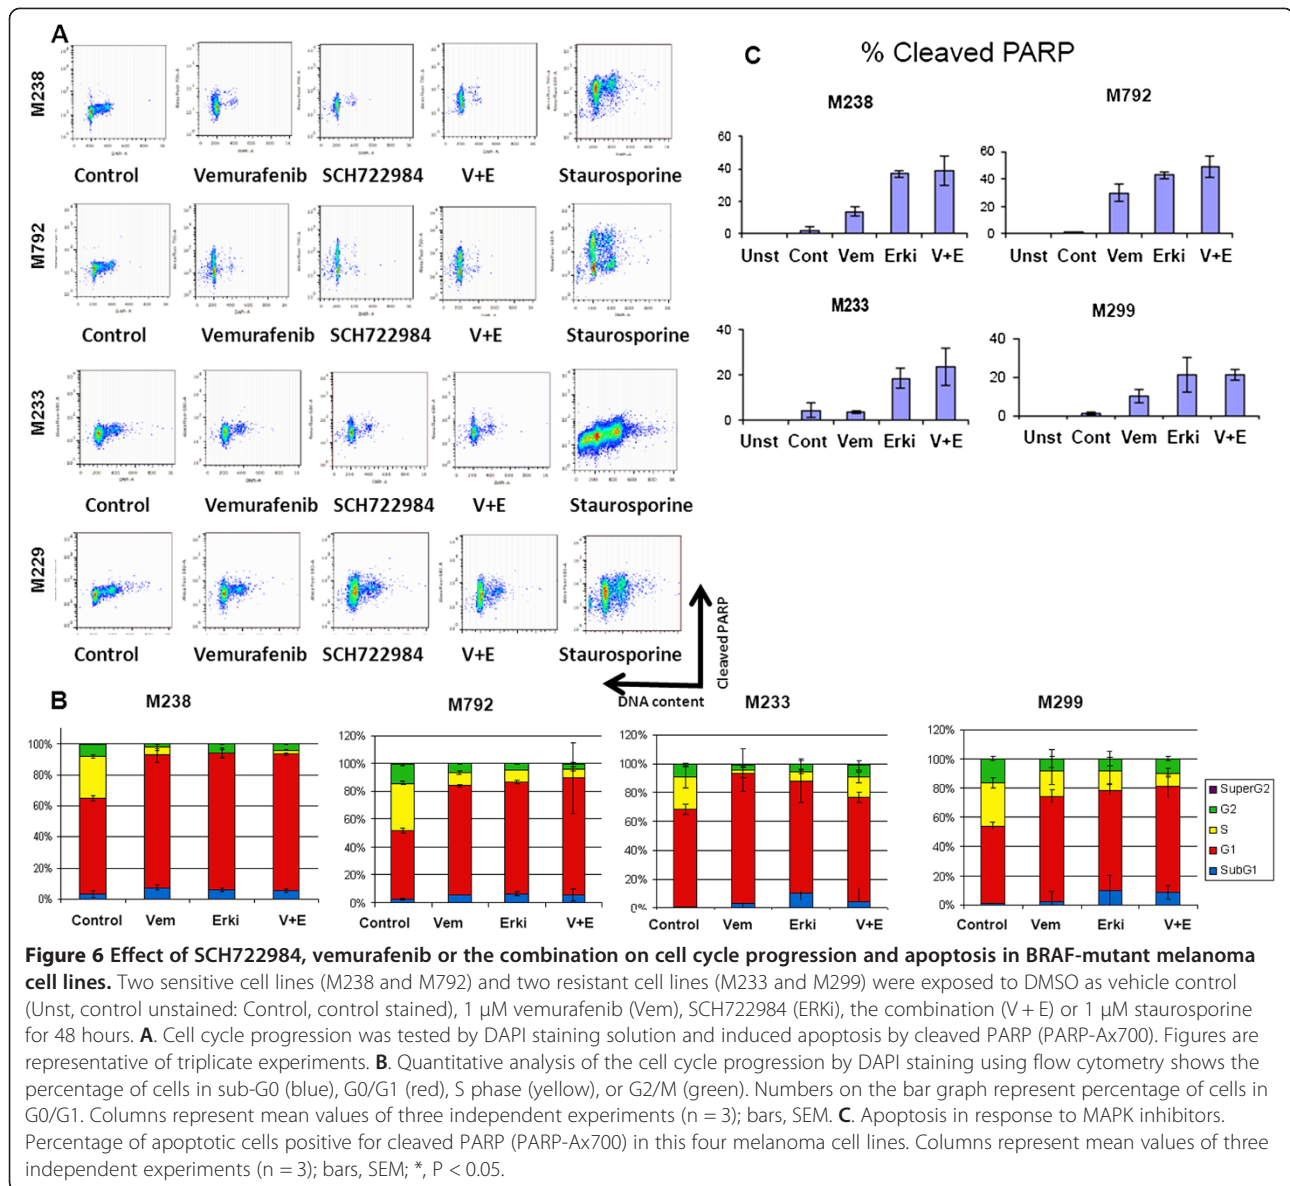 A
M238
Control Vemurafenib SCH722984 V+E Staurosporine
M792
Control Vemurafenib SCH722984 V+E Staurosporine
M233
Control Vemurafenib SCH722984 V+E Staurosporine
M229
Control Vemurafenib SCH722984 V+E Staurosporine
Cleaved PARP
DNA content
C
% Cleaved PARP
M238
60
40
20
0
Unst Cont Vem Erki V+E
M792
60
40
20
0
Unst Cont Vem Erki V+E
M233
40
20
0
Unst Cont Vem Erki V+E
M299
40
20
0
Unst Cont Vem Erki V+E
B
M238
100%
80%
60%
40%
20%
0%
Control Vem Erki V+E
M792
120%
100%
80%
60%
40%
20%
0%
Control Vem Erki V+E
M233
120%
100%
80%
60%
40%
20%
0%
Control Vem Erki V+E
M299
120%
100%
80%
60%
40%
20%
0%
Control Vem Erki V+E
SuperG2
G2
S
G1
SubG1
Figure 6 Effect of SCH722984, vemurafenib or the combination on cell cycle progression and apoptosis in BRAF-mutant melanoma
cell lines. Two sensitive cell lines (M238 and M792) and two resistant cell lines (M233 and M299) were exposed to DMSO as vehicle control
(Unst, control unstained: Control, control stained), 1 μM vemurafenib (Vem), SCH722984 (ERKi), the combination (V + E) or 1 μM staurosporine
for 48 hours. A. Cell cycle progression was tested by DAPI staining solution and induced apoptosis by cleaved PARP (PARP-Ax700). Figures are
representative of triplicate experiments. B. Quantitative analysis of the cell cycle progression by DAPI staining using flow cytometry shows the
percentage of cells in sub-G0 (blue), G0/G1 (red), S phase (yellow), or G2/M (green). Numbers on the bar graph represent percentage of cells in
G0/G1. Columns represent mean values of three independent experiments (n = 3); bars, SEM. C. Apoptosis in response to MAPK inhibitors.
Percentage of apoptotic cells positive for cleaved PARP (PARP-Ax700) in this four melanoma cell lines. Columns represent mean values of three
independent experiments (n = 3); bars, SEM; *, P < 0.05.